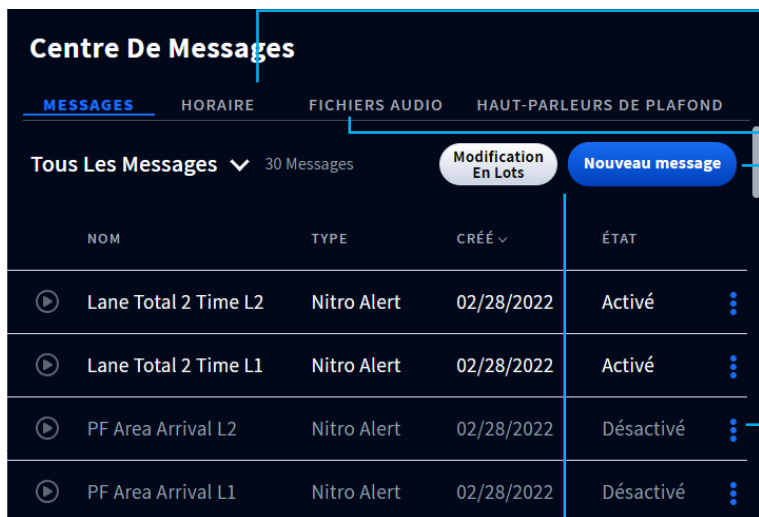 Centre De Messages
MESSAGES HORAIRE FICHIERS AUDIO HAUT-PARLEURS DE PLAFOND
Tous Les Messages 30 Messages Modification En Lots Nouveau message
NOM TYPE CRÉÉ ÉTAT
Lane Total 2 Time L2 Nitro Alert 02/28/2022 Activé
Lane Total 2 Time L1 Nitro Alert 02/28/2022 Activé
PF Area Arrival L2 Nitro Alert 02/28/2022 Désactivé
PF Area Arrival L1 Nitro Alert 02/28/2022 Désactivé